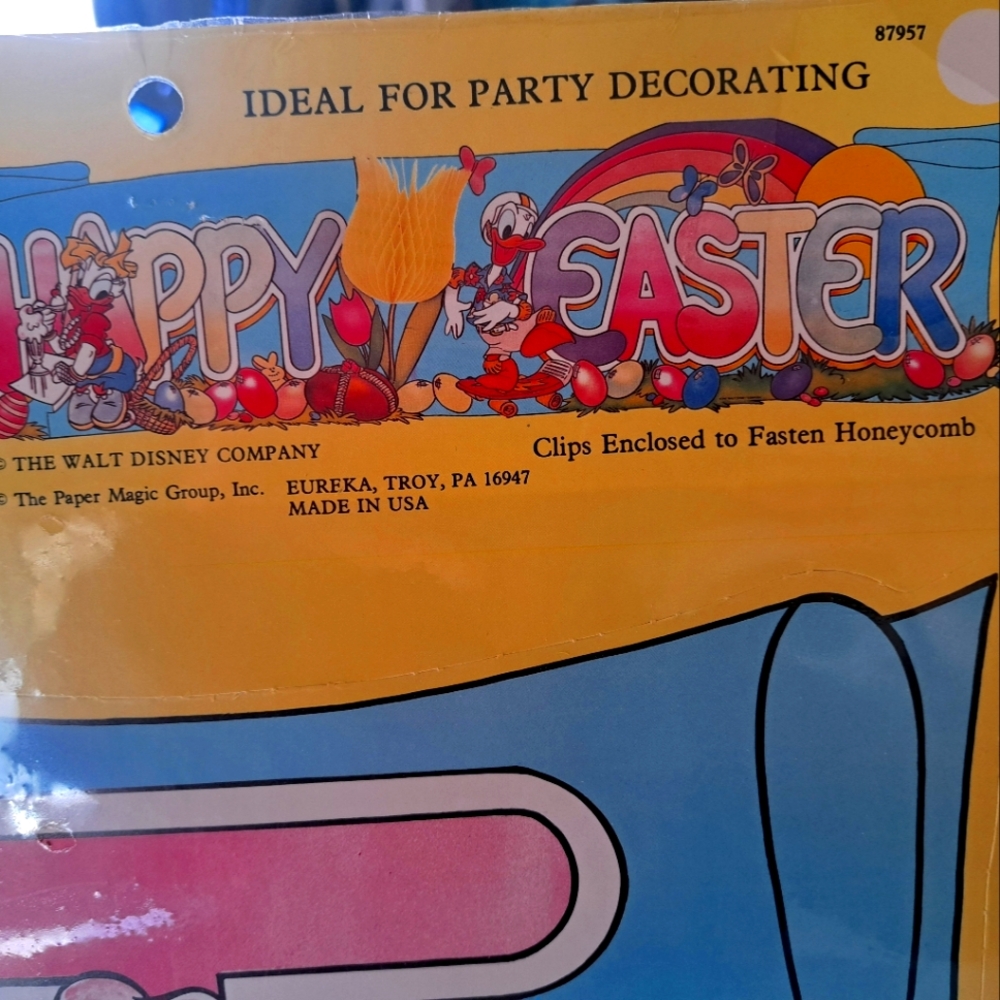 87957
IDEAL FOR PARTY DECORATING
HAPPY EASTER
Clips Enclosed to Fasten Honeycomb
© THE WALT DISNEY COMPANY
© The Paper Magic Group, Inc. EUREKA, TROY, PA 16947
MADE IN USA